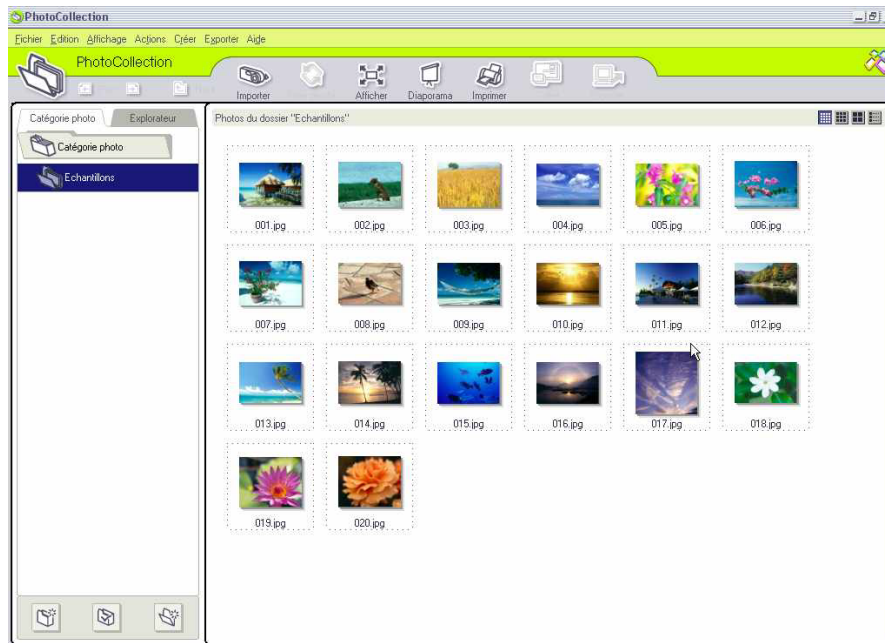 PhotoCollection
Fichier Edition Affichage Actions Créer Exporter Aide
PhotoCollection
Importer Afficher Diaporama Imprimer
Catégorie photo Explorateur
Catégorie photo
Echantillons
Photos du dossier "Echantillons"
001.jpg 002.jpg 003.jpg 004.jpg 005.jpg 006.jpg
007.jpg 008.jpg 009.jpg 010.jpg 011.jpg 012.jpg
013.jpg 014.jpg 015.jpg 016.jpg 017.jpg 018.jpg
019.jpg 020.jpg